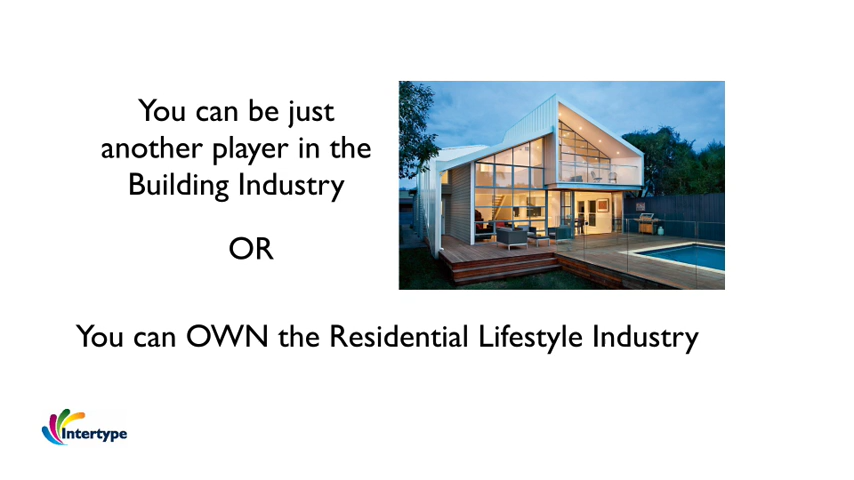 You can be just
another player in the
Building Industry
OR
You can OWN the Residential Lifestyle Industry
Intertype